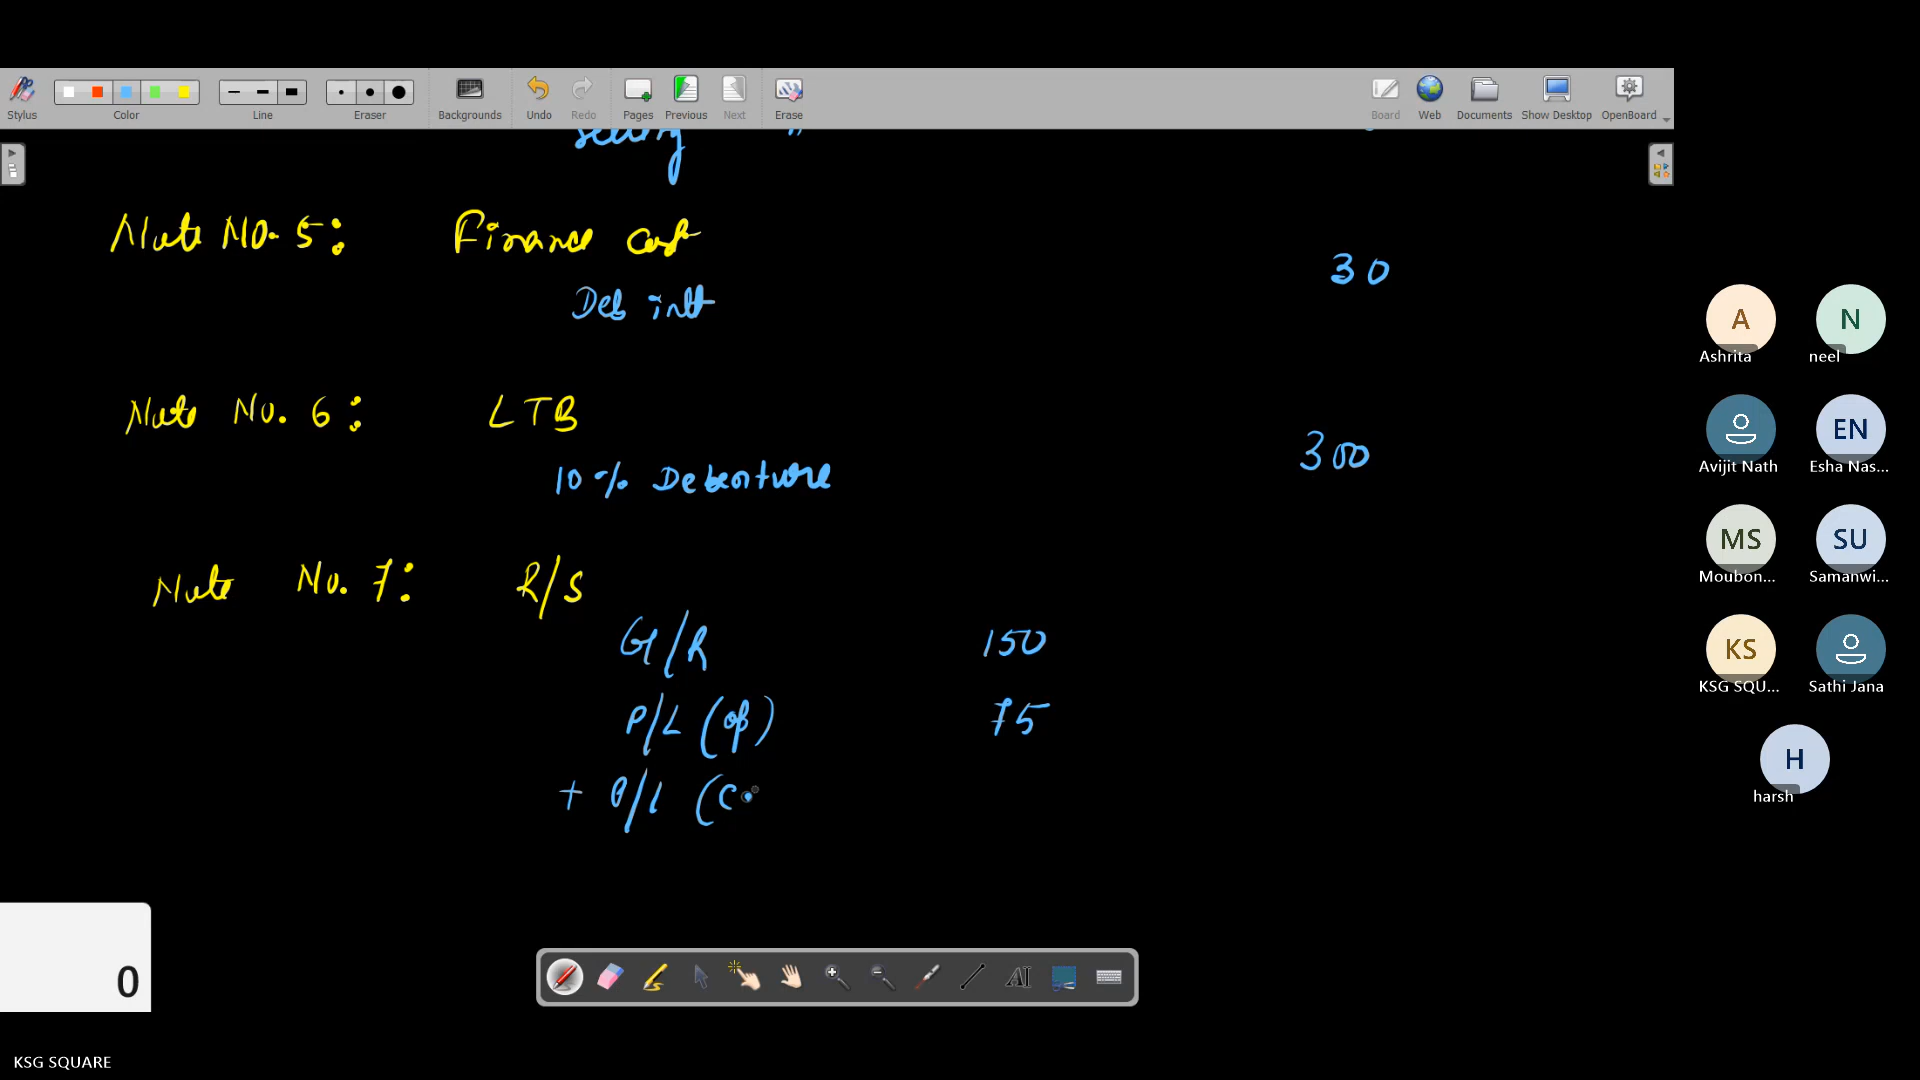 Stylus Color Line Eraser Backgrounds Undo Redo Pages Previous Next Erase Board Web Documents Show Desktop OpenBoard
selling "
Note No. 5: Finance cost
30
Deb intt
Note No. 6: LTB
300
10% Debenture
Note No. 7: R/S
G/R 150
P/L (op) 75
+ P/L (C.
A N
Ashrita neel
EN
Avijit Nath Esha Nas...
MS SU
Moubon... Samanwi...
KS
KSG SQU... Sathi Jana
H
harsh
0
AI
KSG SQUARE